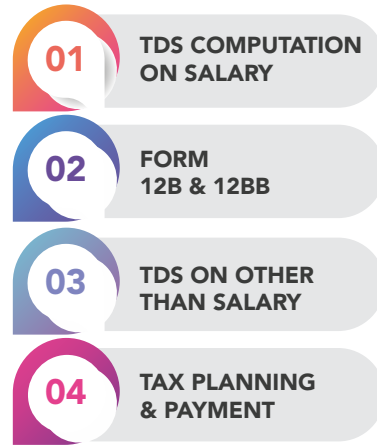 01
TDS COMPUTATION
ON SALARY
02
FORM
12B & 12BB
03
TDS ON OTHER
THAN SALARY
04
TAX PLANNING
& PAYMENT